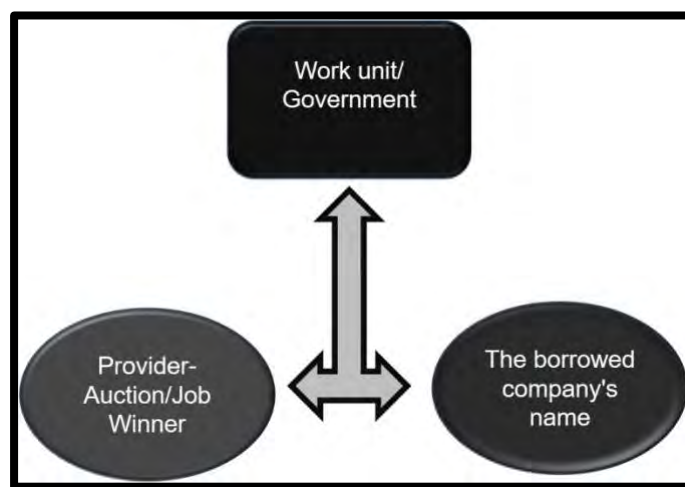 Work unit/
Government
Provider-
Auction/Job
Winner
The borrowed
company's
name